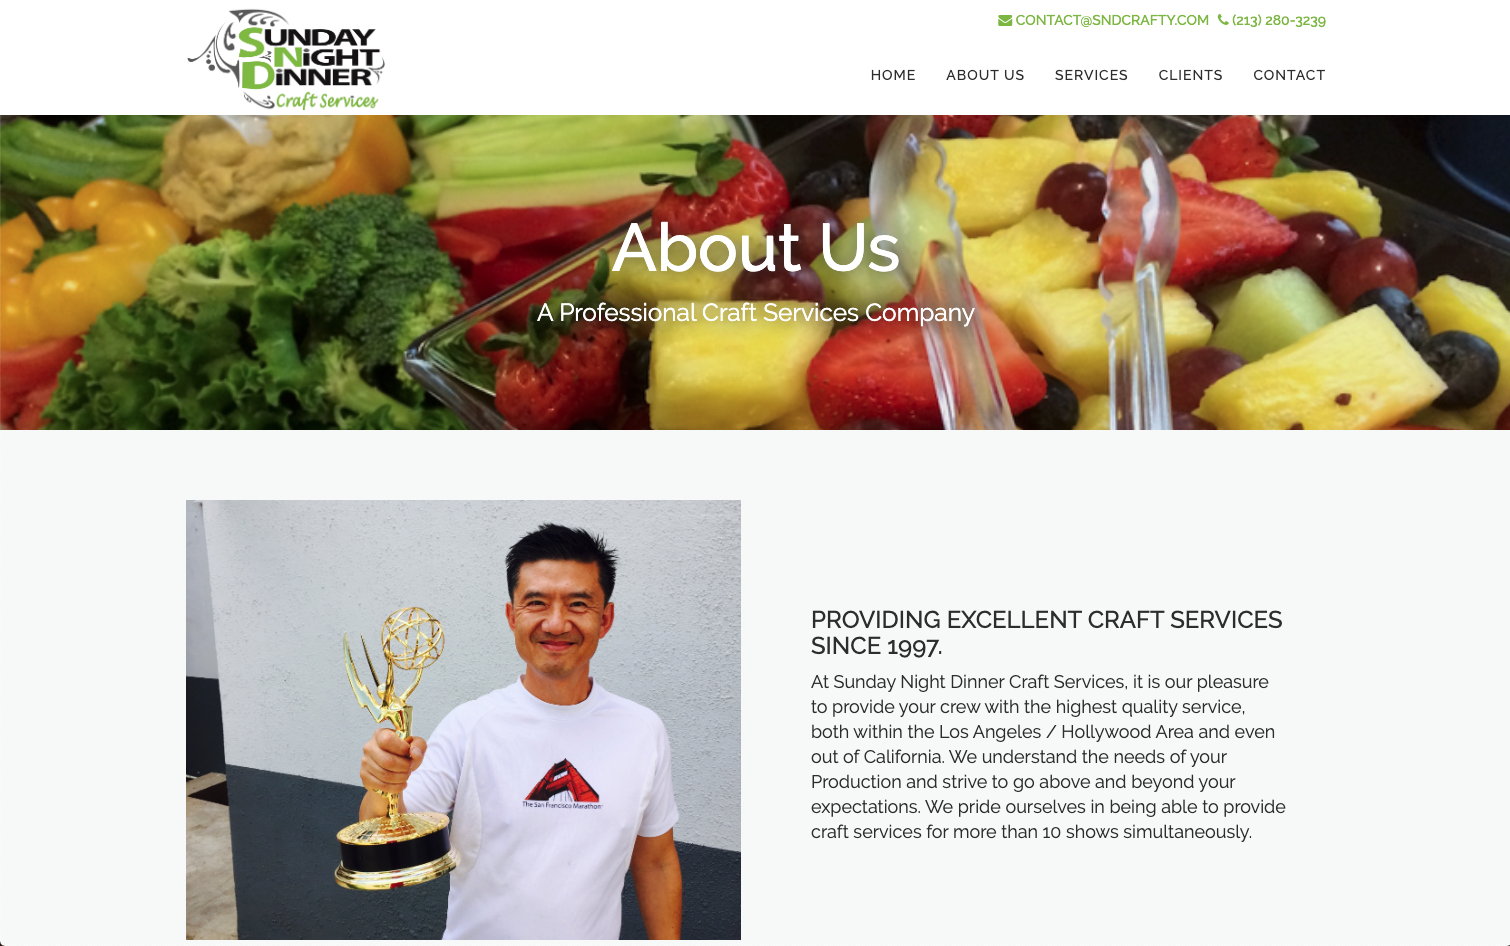 SUNDAY
NIGHT
DINNER
Craft Services
CONTACT@SNDCRAFTY.COM (213) 280-3239
HOME ABOUT US SERVICES CLIENTS CONTACT
About Us
A Professional Craft Services Company
The San Francisco Marathon
PROVIDING EXCELLENT CRAFT SERVICES
SINCE 1997.
At Sunday Night Dinner Craft Services, it is our pleasure
to provide your crew with the highest quality service,
both within the Los Angeles / Hollywood Area and even
out of California. We understand the needs of your
Production and strive to go above and beyond your
expectations. We pride ourselves in being able to provide
craft services for more than 10 shows simultaneously.